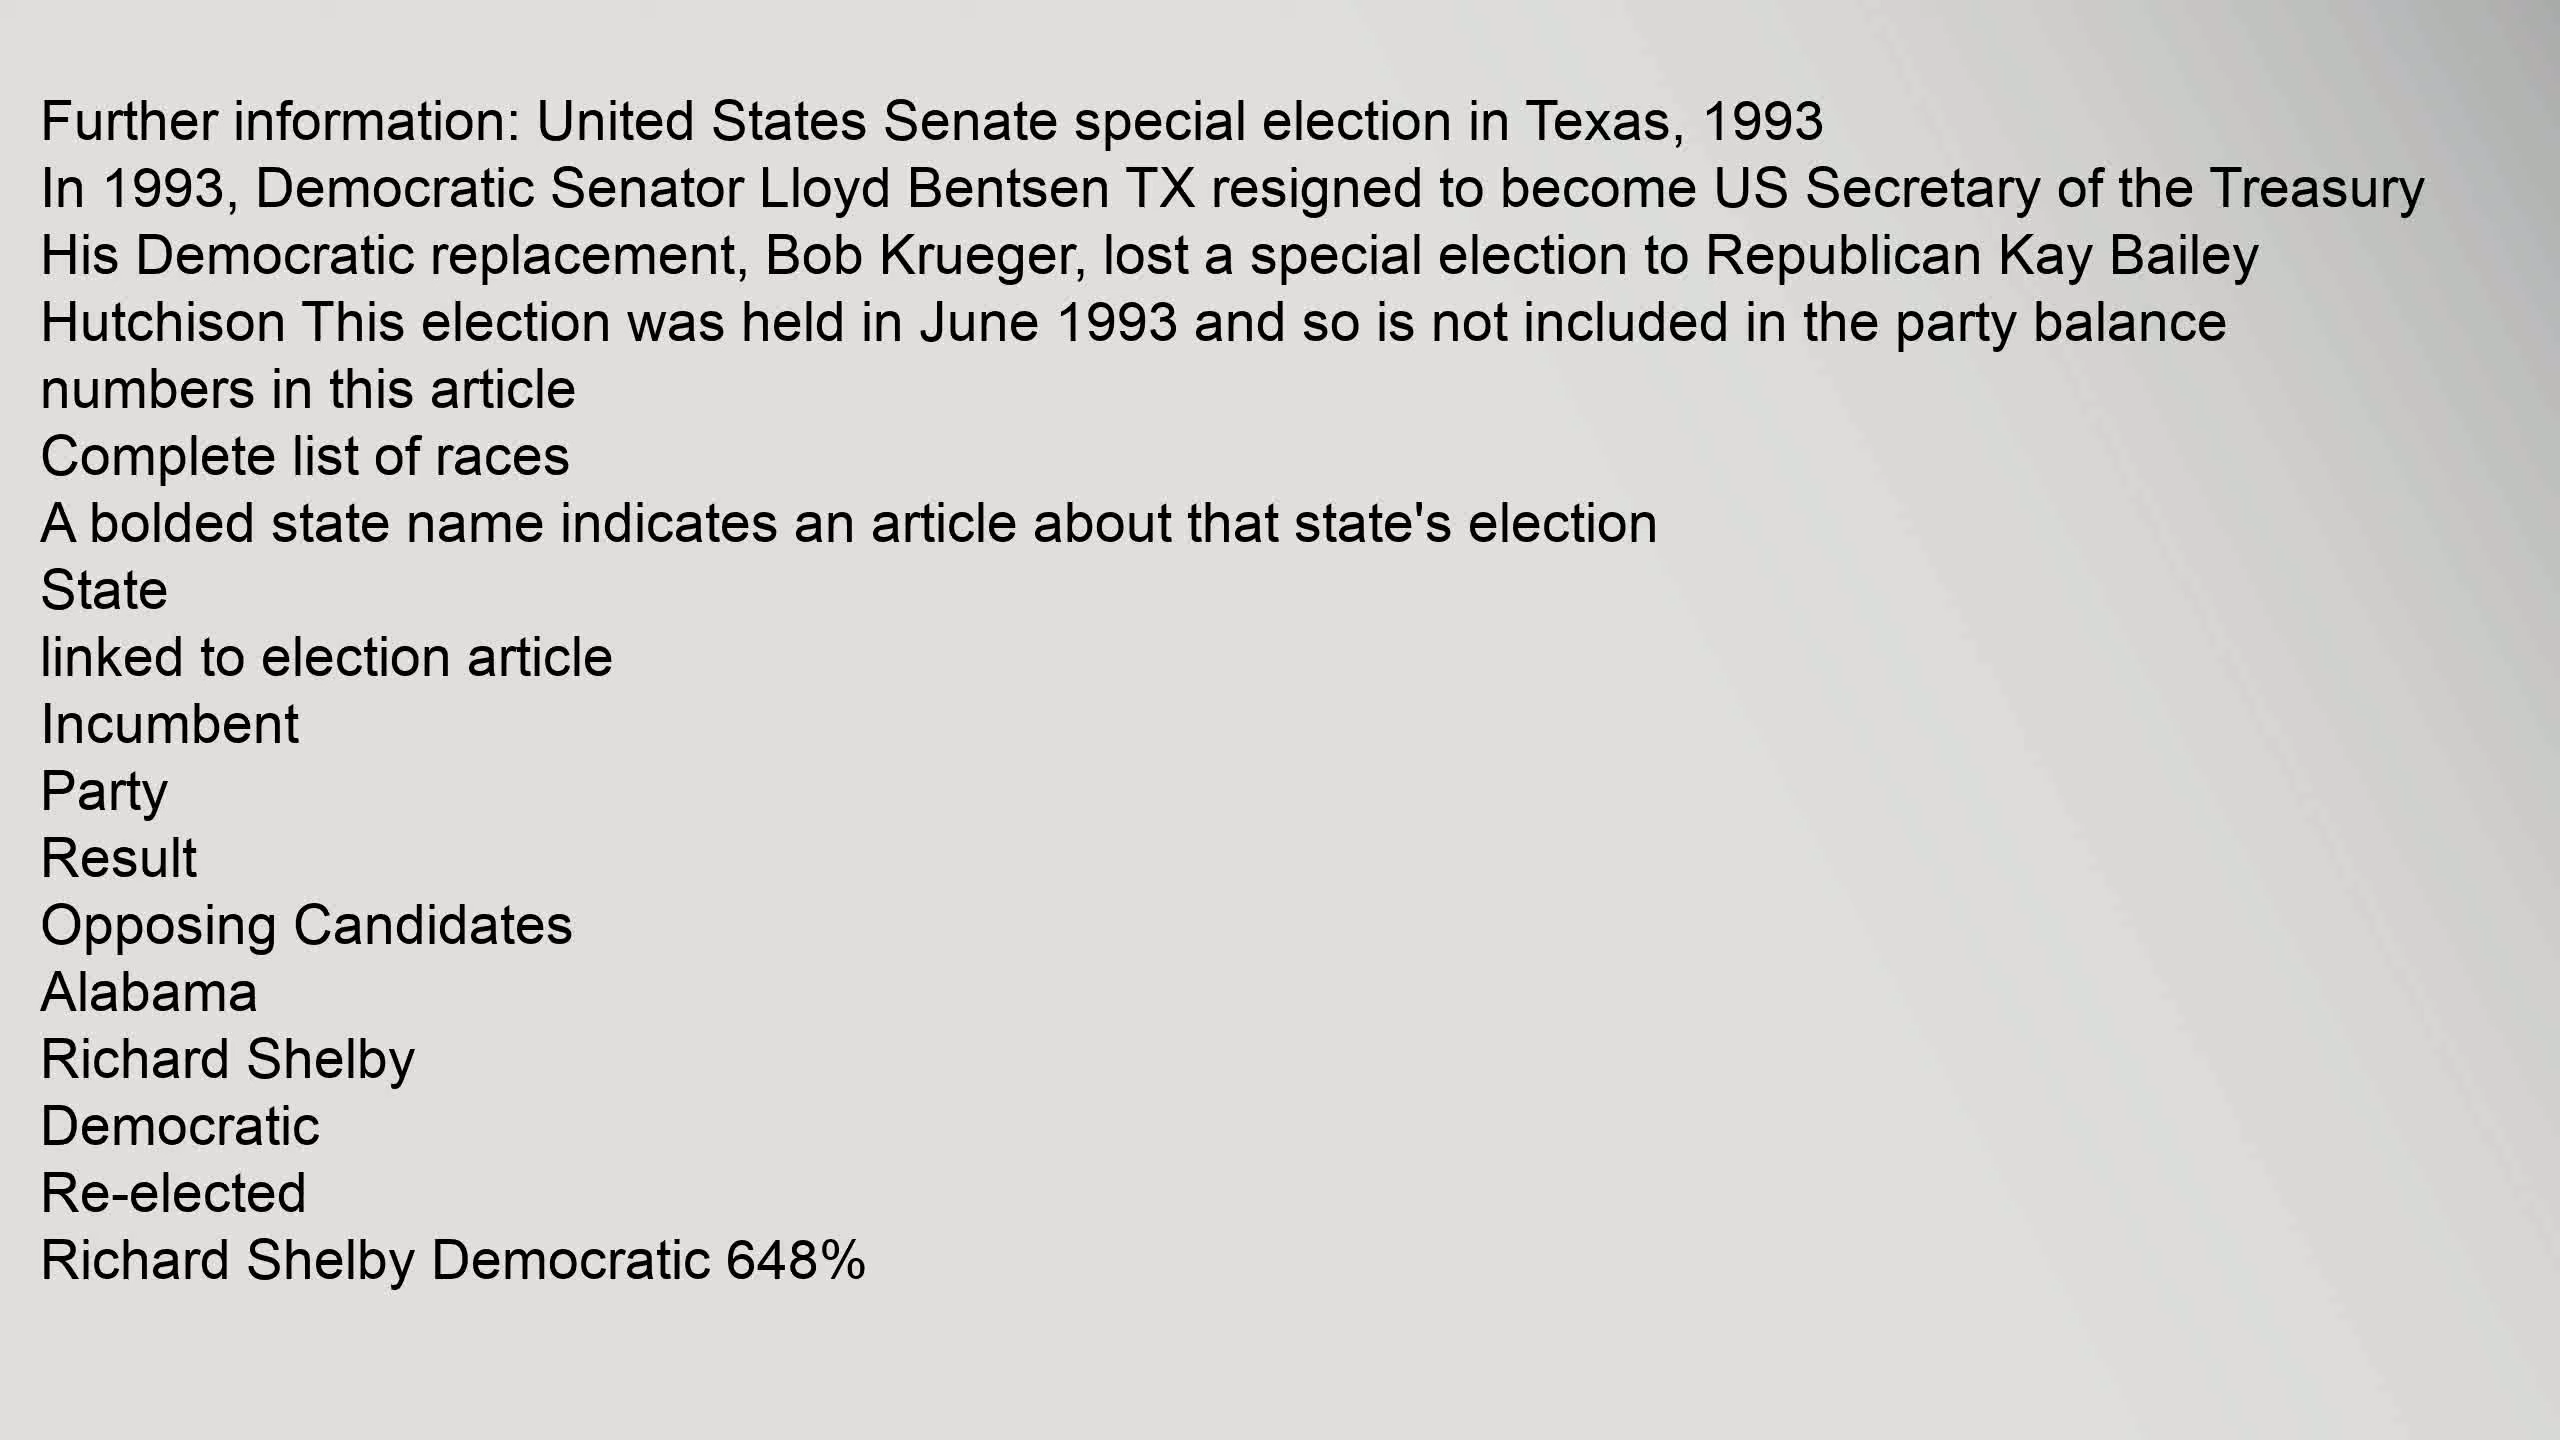 Further information: United States Senate special election in Texas, 1993
In 1993, Democratic Senator Lloyd Bentsen TX resigned to become US Secretary of the Treasury
His Democratic replacement, Bob Krueger, lost a special election to Republican Kay Bailey
Hutchison This election was held in June 1993 and so is not included in the party balance
numbers in this article
Complete list of races
A bolded state name indicates an article about that state's election
State
linked to election article
Incumbent
Party
Result
Opposing Candidates
Alabama
Richard Shelby
Democratic
Re-elected
Richard Shelby Democratic 648%